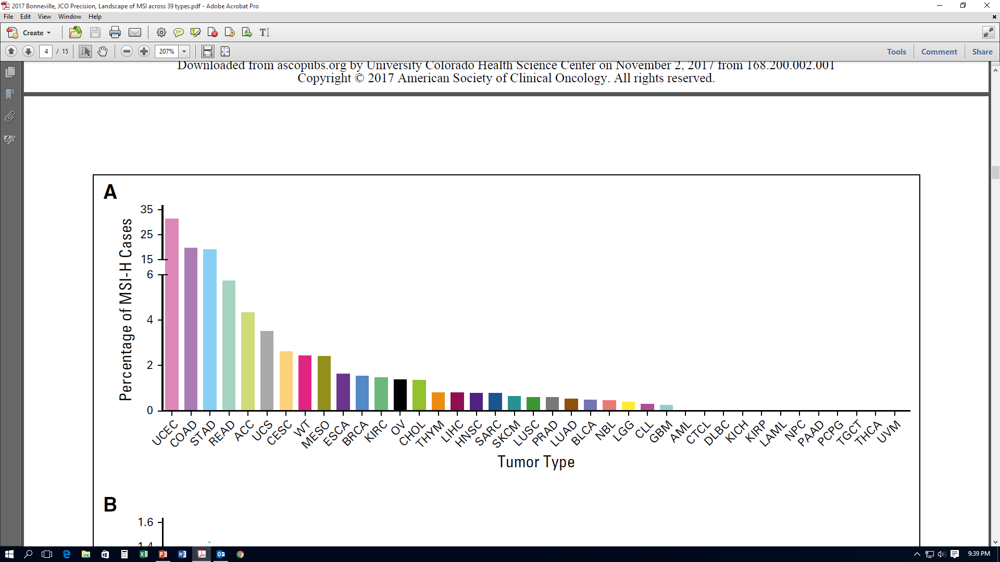 2017 Bonneville, JCO Precision, Landscape of MSI across 39 types.pdf - Adobe Acrobat Pro
File Edit View Window Help
Create
4 / 15 207% Tools Comment Share
Downloaded from ascopubs.org by University Colorado Health Science Center on November 2, 2017 from 168.200.002.001
Copyright © 2017 American Society of Clinical Oncology. All rights reserved.
A
Percentage of MSI-H Cases
35
25
15
6
4
2
0
UCEC COAD STAD READ ACC UCS CESC WT MESO ESCA BRCA KIRC OV CHOL THYM LIHC HNSC SARC SKCM LUSC PRAD LUAD BLCA NBL LGG CLL GBM AML CTCL DLBC KICH KIRP LAML NPC PAAD PCPG TGCT THCA UVM
Tumor Type
B
1.6
1.4
9:39 PM